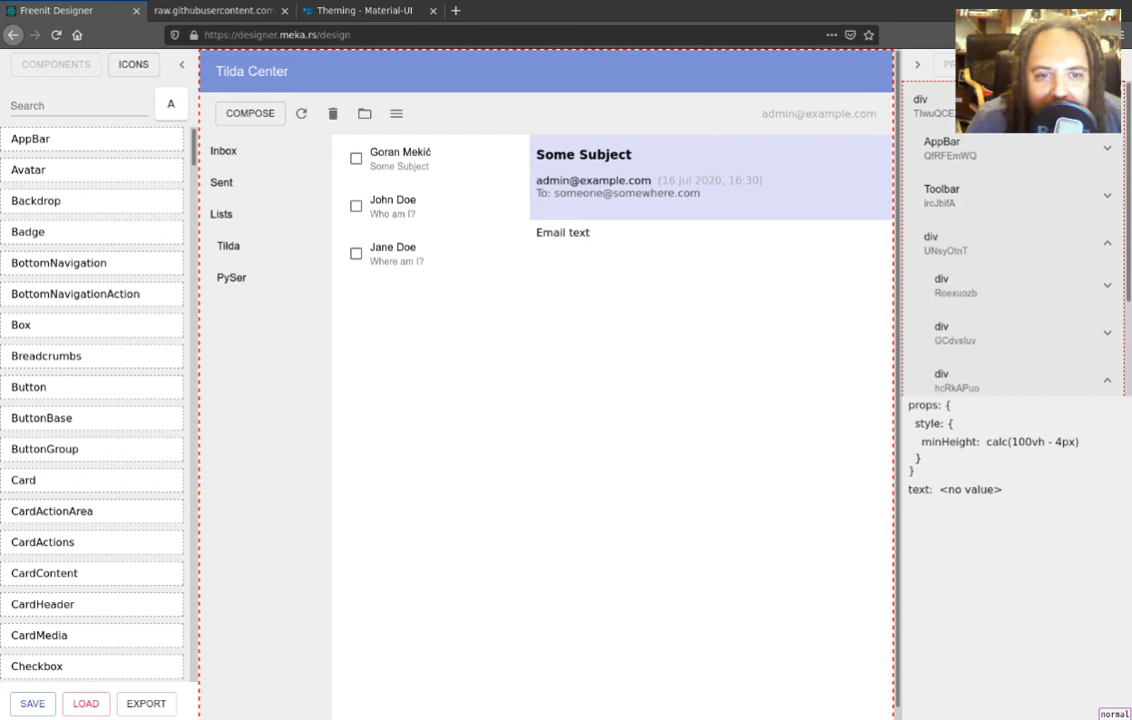 Freenit Designer
raw.githubusercontent.com
Theming - Material-UI
https://designer.meka.rs/design
COMPONENTS
ICONS
Search
A
AppBar
Avatar
Backdrop
Badge
BottomNavigation
BottomNavigationAction
Box
Breadcrumbs
Button
ButtonBase
ButtonGroup
Card
CardActionArea
CardActions
CardContent
CardHeader
CardMedia
Checkbox
SAVE
LOAD
EXPORT
Tilda Center
COMPOSE
admin@example.com
Inbox
Sent
Lists
Tilda
PySer
Goran Mekić
Some Subject
John Doe
Who am I?
Jane Doe
Where am I?
Some Subject
admin@example.com (16 Jul 2020, 16:30)
To: someone@somewhere.com
Email text
div
AppBar
QfRFEmWQ
Toolbar
ircJbifA
div
UNsyOtnT
div
Roexuozb
div
GCdvsluv
div
hcRkAPuo
props: {
style: {
minHeight: calc(100vh - 4px)
}
}
text: <no value>
normal